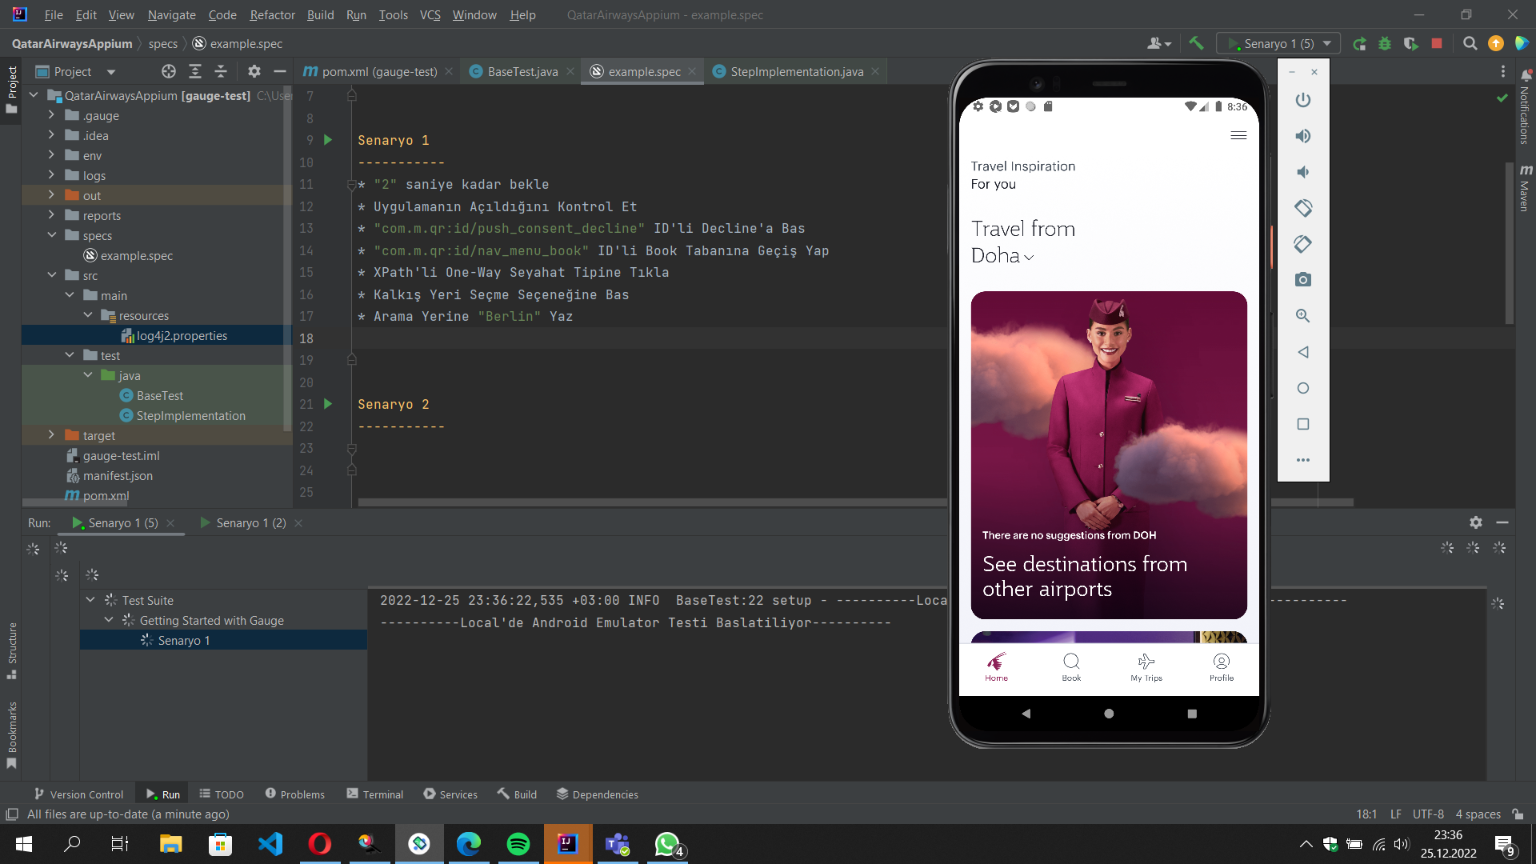 File Edit View Navigate Code Refactor Build Run Tools VCS Window Help QatarAirwaysAppium - example.spec
QatarAirwaysAppium specs example.spec
Senaryo 1 (5)
Project
pom.xml (gauge-test)
BaseTest.java
example.spec
StepImplementation.java
Project
Structure
Bookmarks
QatarAirwaysAppium [gauge-test] C:\User
.gauge
.idea
env
logs
out
reports
specs
example.spec
src
main
resources
log4j2.properties
test
java
BaseTest
StepImplementation
target
gauge-test.iml
manifest.json
pom.xml
7
8
9 Senaryo 1
10 -----------
11 * "2" saniye kadar bekle
12 * Uygulamanın Açıldığını Kontrol Et
13 * "com.m.qr:id/push_consent_decline" ID'li Decline'a Bas
14 * "com.m.qr:id/nav_menu_book" ID'li Book Tabanına Geçiş Yap
15 * XPath'li One-Way Seyahat Tipine Tıkla
16 * Kalkış Yeri Seçme Seçeneğine Bas
17 * Arama Yerine "Berlin" Yaz
18
19
20
21 Senaryo 2
22 -----------
23
24
25
8:36
Travel Inspiration
For you
Travel from
Doha
There are no suggestions from DOH
See destinations from
other airports
Home Book My Trips Profile
Notifications
Maven
Run: Senaryo 1 (5) Senaryo 1 (2)
Test Suite
Getting Started with Gauge
Senaryo 1
2022-12-25 23:36:22,535 +03:00 INFO  BaseTest:22 setup - ----------Loca ----------
----------Local'de Android Emulator Testi Baslatiliyor----------
Version Control Run TODO Problems Terminal Services Build Dependencies
All files are up-to-date (a minute ago)
18:1 LF UTF-8 4 spaces
4
23:36
25.12.2022
9